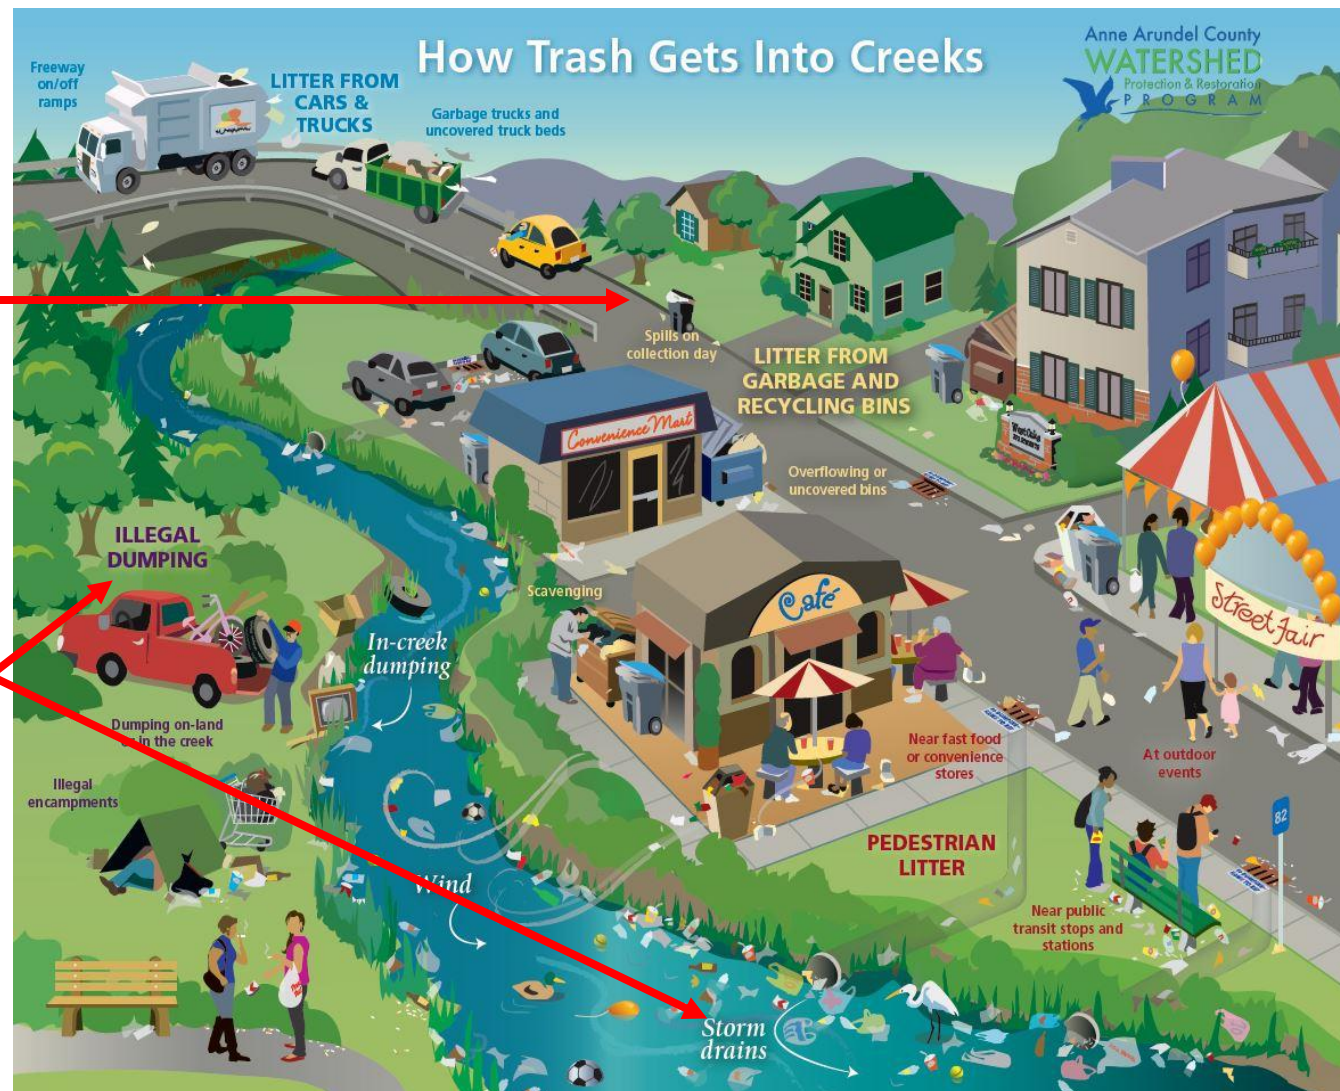 How Trash Gets Into Creeks
Anne Arundel County
WATERSHED
Protection & Restoration
PROGRAM
Freeway
on/off
ramps
LITTER FROM
CARS &
TRUCKS
Garbage trucks and
uncovered truck beds
Spills on
collection day
LITTER FROM
GARBAGE AND
RECYCLING BINS
Convenience Mart
Overflowing or
uncovered bins
ILLEGAL
DUMPING
Scavenging
Café
Street Fair
In-creek
dumping
Dumping on-land
in the creek
Near fast food
or convenience
stores
At outdoor
events
Illegal
encampments
82
PEDESTRIAN
LITTER
Wind
Near public
transit stops and
stations
Storm
drains